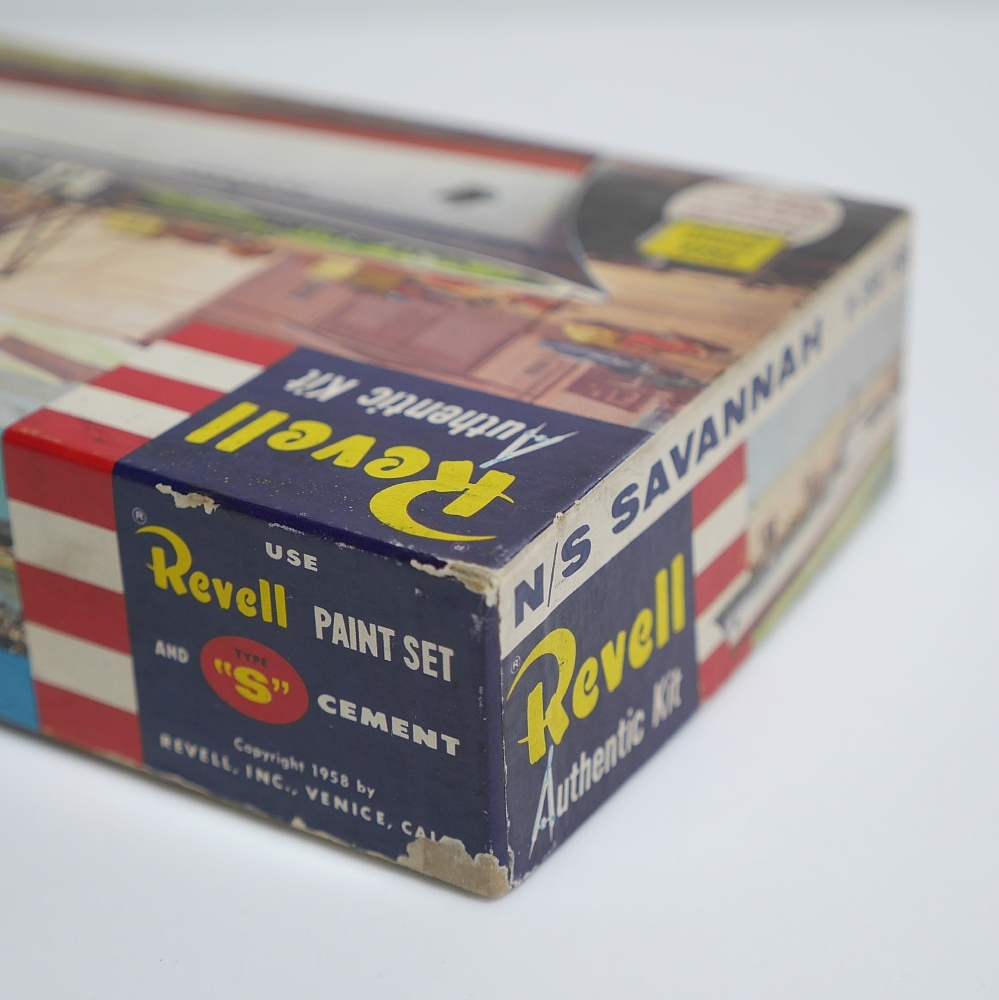 Revell
Authentic Kit
®
USE
Revell PAINT SET
AND TYPE "S" CEMENT
Copyright 1958 by
REVELL, INC., VENICE,
N/S SAVANNAH
®
Revell
Authentic Kit